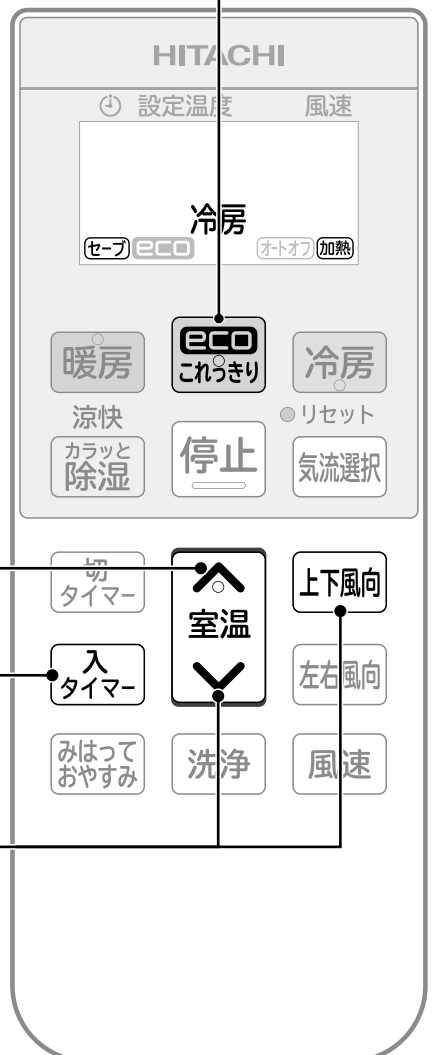 HITACHI
設定温度 風速
冷房
セーブ eco オートオフ 加熱
暖房
eco
これっきり
冷房
涼快
リセット
カラッと
除湿
停止
気流選択
切
タイマー
室温
上下風向
入
タイマー
左右風向
みはって
おやすみ
洗浄
風速